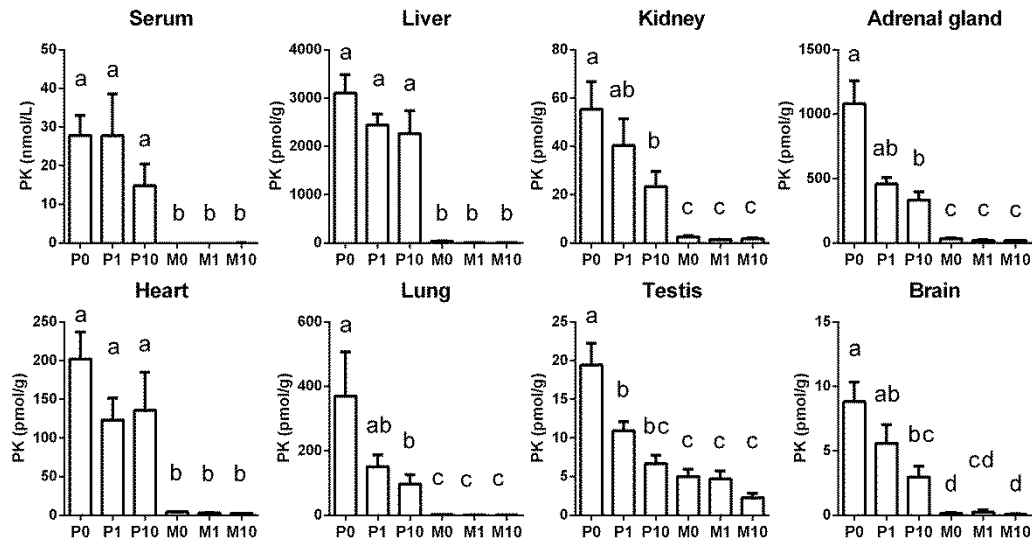 Serum
PK (nmol/L)
50
40
30
20
10
0
a
a
a
b
b
b
P0 P1 P10 M0 M1 M10
Liver
PK (pmol/g)
4000
3000
2000
1000
0
a
a
a
b
b
b
P0 P1 P10 M0 M1 M10
Kidney
PK (pmol/g)
80
60
40
20
0
a
ab
b
c
c
c
P0 P1 P10 M0 M1 M10
Adrenal gland
PK (pmol/g)
1500
1000
500
0
a
ab
b
c
c
c
P0 P1 P10 M0 M1 M10
Heart
PK (pmol/g)
250
200
150
100
50
0
a
a
a
b
b
b
P0 P1 P10 M0 M1 M10
Lung
PK (pmol/g)
600
400
200
0
a
ab
b
c
c
c
P0 P1 P10 M0 M1 M10
Testis
PK (pmol/g)
25
20
15
10
5
0
a
b
bc
c
c
c
P0 P1 P10 M0 M1 M10
Brain
PK (pmol/g)
15
10
5
0
a
ab
bc
d
cd
d
P0 P1 P10 M0 M1 M10